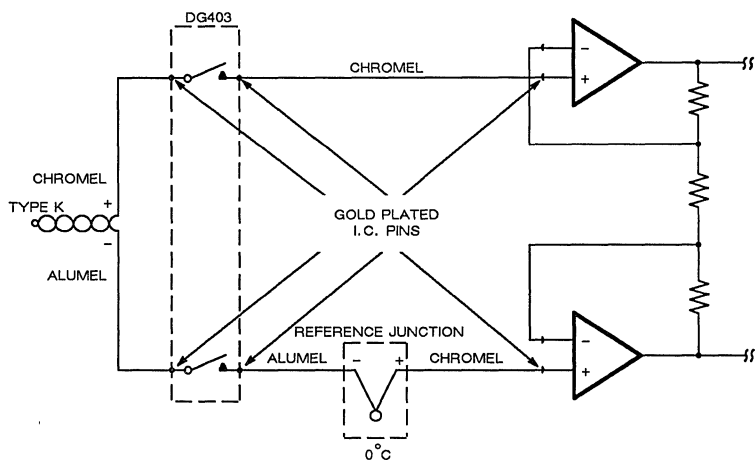 DG403
CHROMEL
−
+
CHROMEL
TYPE K
+
−
ALUMEL
GOLD PLATED
I.C. PINS
REFERENCE JUNCTION
ALUMEL
−
+
CHROMEL
−
+
0°C